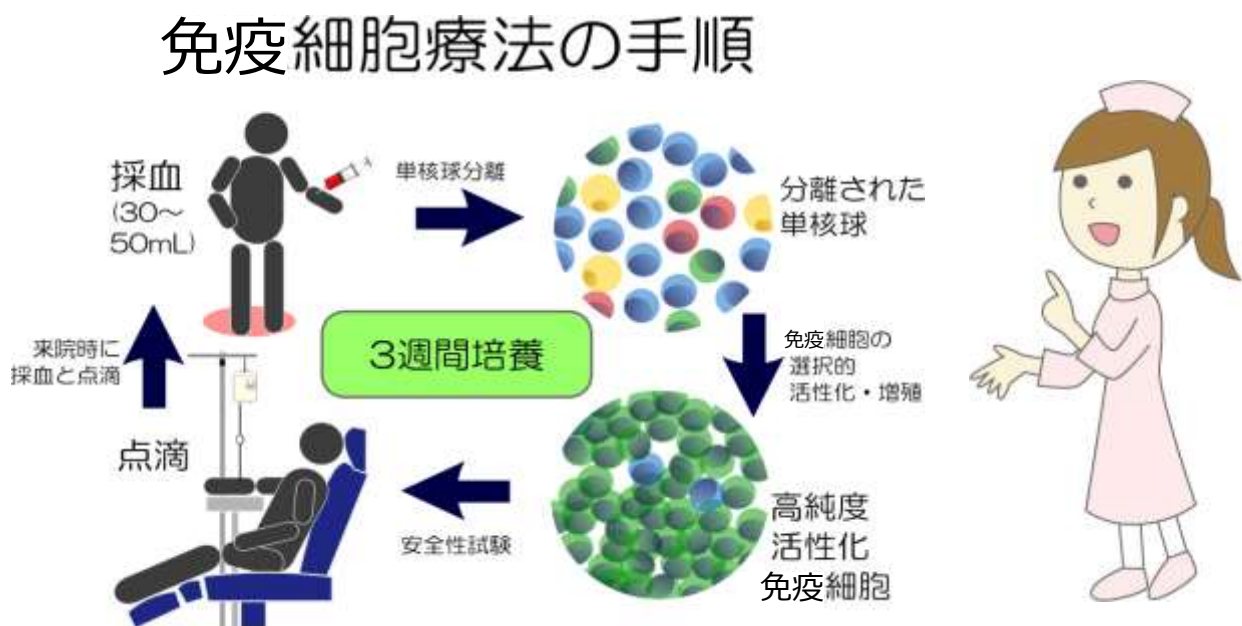 免疫細胞療法の手順
採血
(30〜
50mL)
単核球分離
分離された
単核球
免疫細胞の
選択的
活性化・増殖
3週間培養
高純度
活性化
免疫細胞
安全性試験
点滴
来院時に
採血と点滴